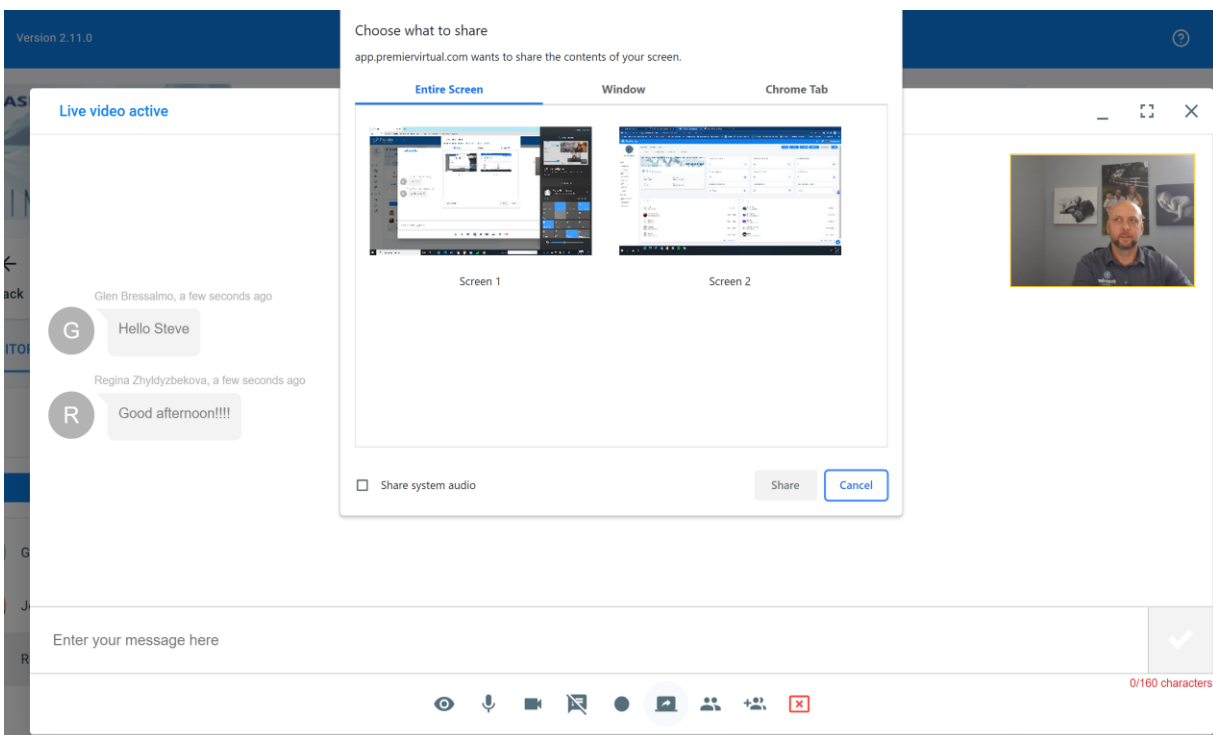 Choose what to share
app.premiervirtual.com wants to share the contents of your screen.
Entire Screen
Window
Chrome Tab
Screen 1
Screen 2
Share system audio
Share
Cancel
Version 2.11.0
AS
Live video active
ack
ITOR
Glen Bressalmo, a few seconds ago
G
Hello Steve
Regina Zhyldyzbekova, a few seconds ago
R
Good afternoon!!!!
G
R
Enter your message here
0/160 characters